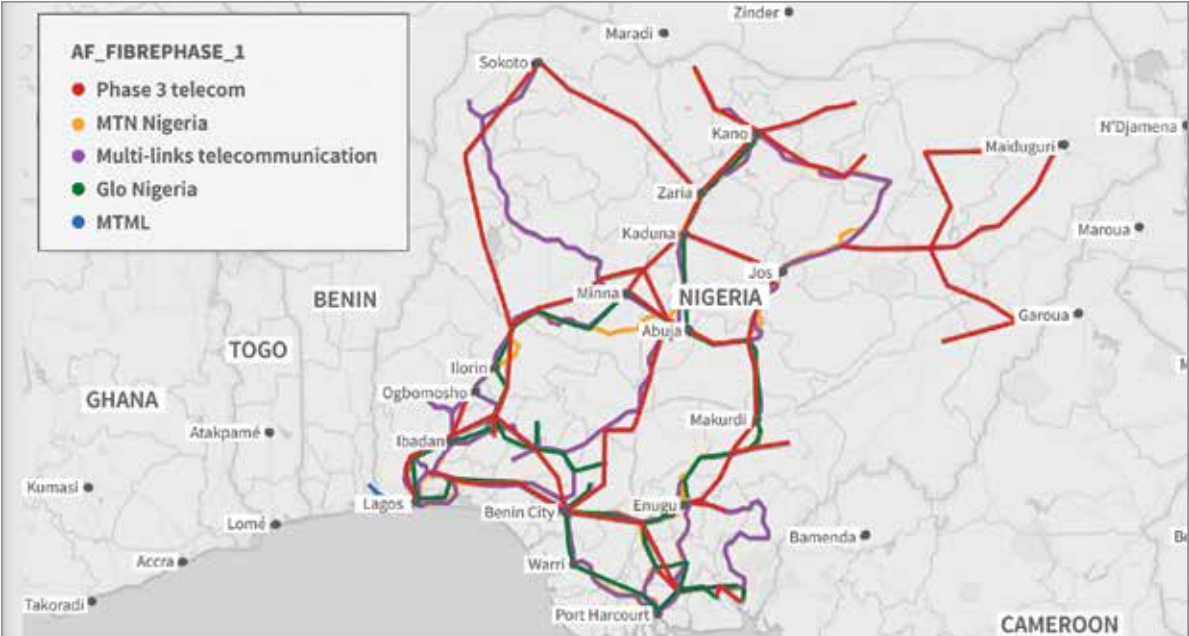 Zinder
Maradi
AF_FIBREPHASE_1
Phase 3 telecom
MTN Nigeria
Multi-links telecommunication
Glo Nigeria
MTML
Sokoto
Kano
N'Djamena
Maiduguri
Zaria
Kaduna
Maroua
Jos
Minna
NIGERIA
BENIN
Garoua
Abuja
TOGO
Ilorin
GHANA
Ogbomosho
Makurdi
Atakpamé
Ibadan
Kumasi
Lagos
Benin City
Enugu
Lomé
Bamenda
Accra
Warri
Takoradi
Port Harcourt
CAMEROON